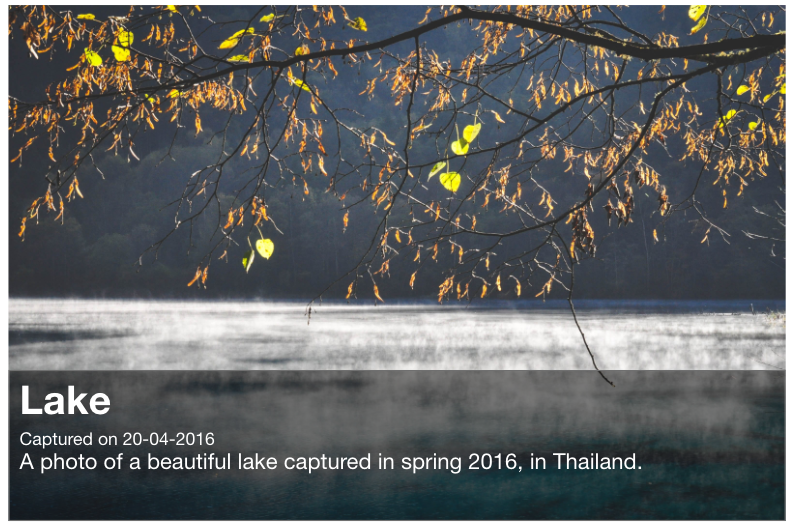 Lake
Captured on 20-04-2016
A photo of a beautiful lake captured in spring 2016, in Thailand.